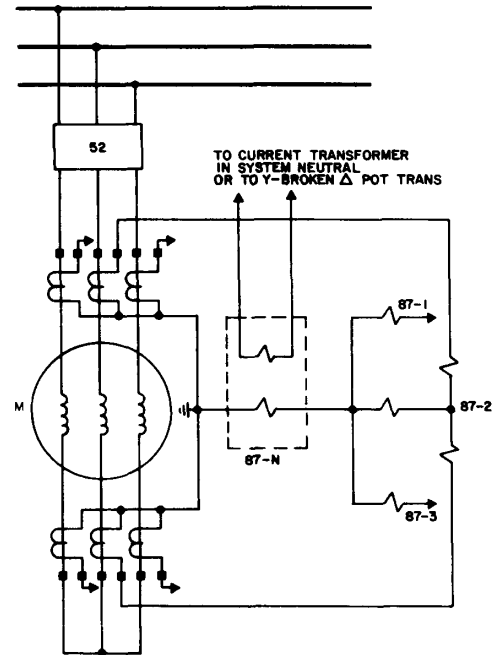 52
TO CURRENT TRANSFORMER
IN SYSTEM NEUTRAL
OR TO Y-BROKEN Δ POT TRANS
87-1
M
87-2
87-N
87-3